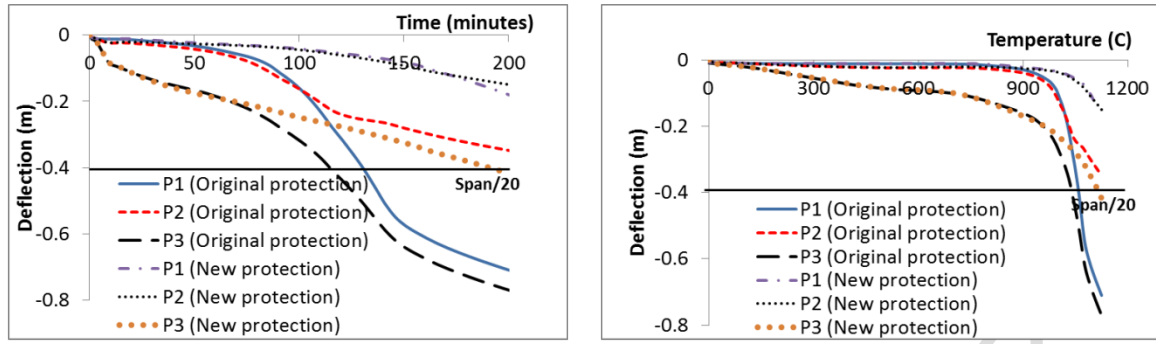 Time (minutes)
0
0 50 100 150 200
-0.2
-0.4
-0.6
-0.8
Deflection (m)
Span/20
P1 (Original protection)
P2 (Original protection)
P3 (Original protection)
P1 (New protection)
P2 (New protection)
P3 (New protection)
Temperature (C)
0
0 300 600 900 1200
-0.2
-0.4
-0.6
-0.8
Deflection (m)
Span/20
P1 (Original protection)
P2 (Original protection)
P3 (Original protection)
P1 (New protection)
P2 (New protection)
P3 (New protection)